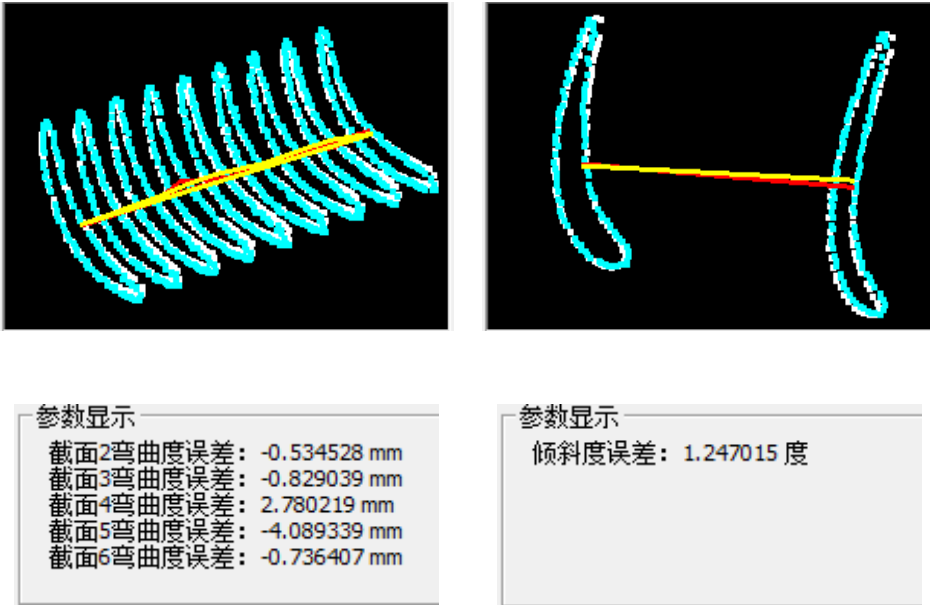 参数显示
截面2弯曲度误差：-0.534528 mm
截面3弯曲度误差：-0.829039 mm
截面4弯曲度误差：2.780219 mm
截面5弯曲度误差：-4.089339 mm
截面6弯曲度误差：-0.736407 mm
参数显示
倾斜度误差：1.247015 度